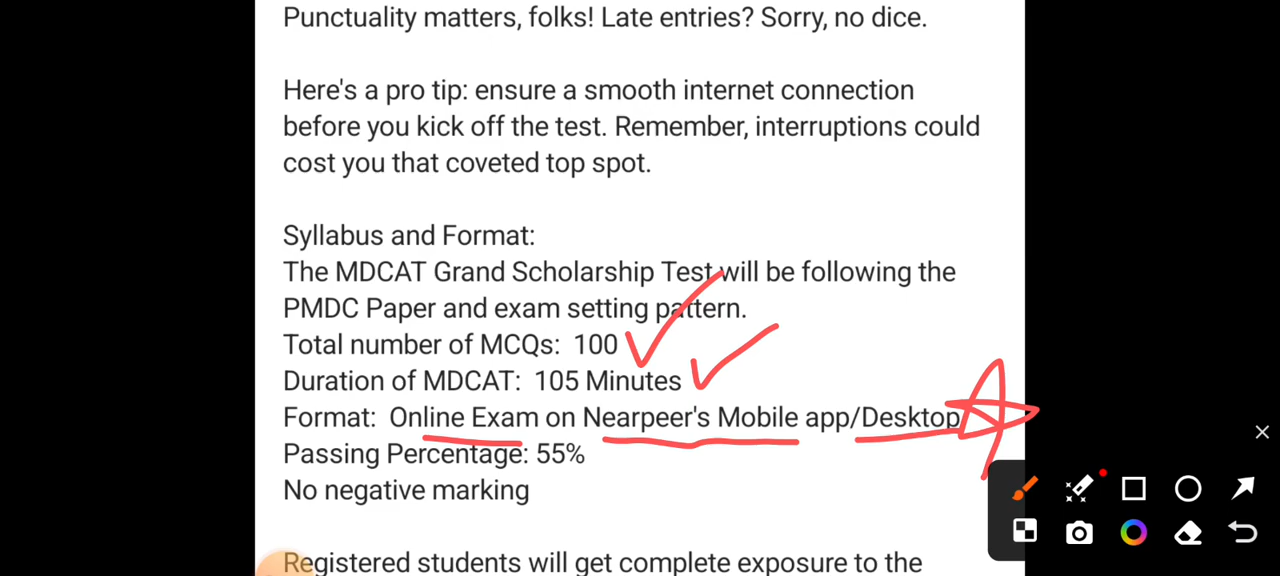 Punctuality matters, folks! Late entries? Sorry, no dice.
Here's a pro tip: ensure a smooth internet connection
before you kick off the test. Remember, interruptions could
cost you that coveted top spot.
Syllabus and Format:
The MDCAT Grand Scholarship Test will be following the
PMDC Paper and exam setting pattern.
Total number of MCQs: 100
Duration of MDCAT: 105 Minutes
Format: Online Exam on Nearpeer's Mobile app/Desktop
Passing Percentage: 55%
No negative marking
Registered students will get complete exposure to the